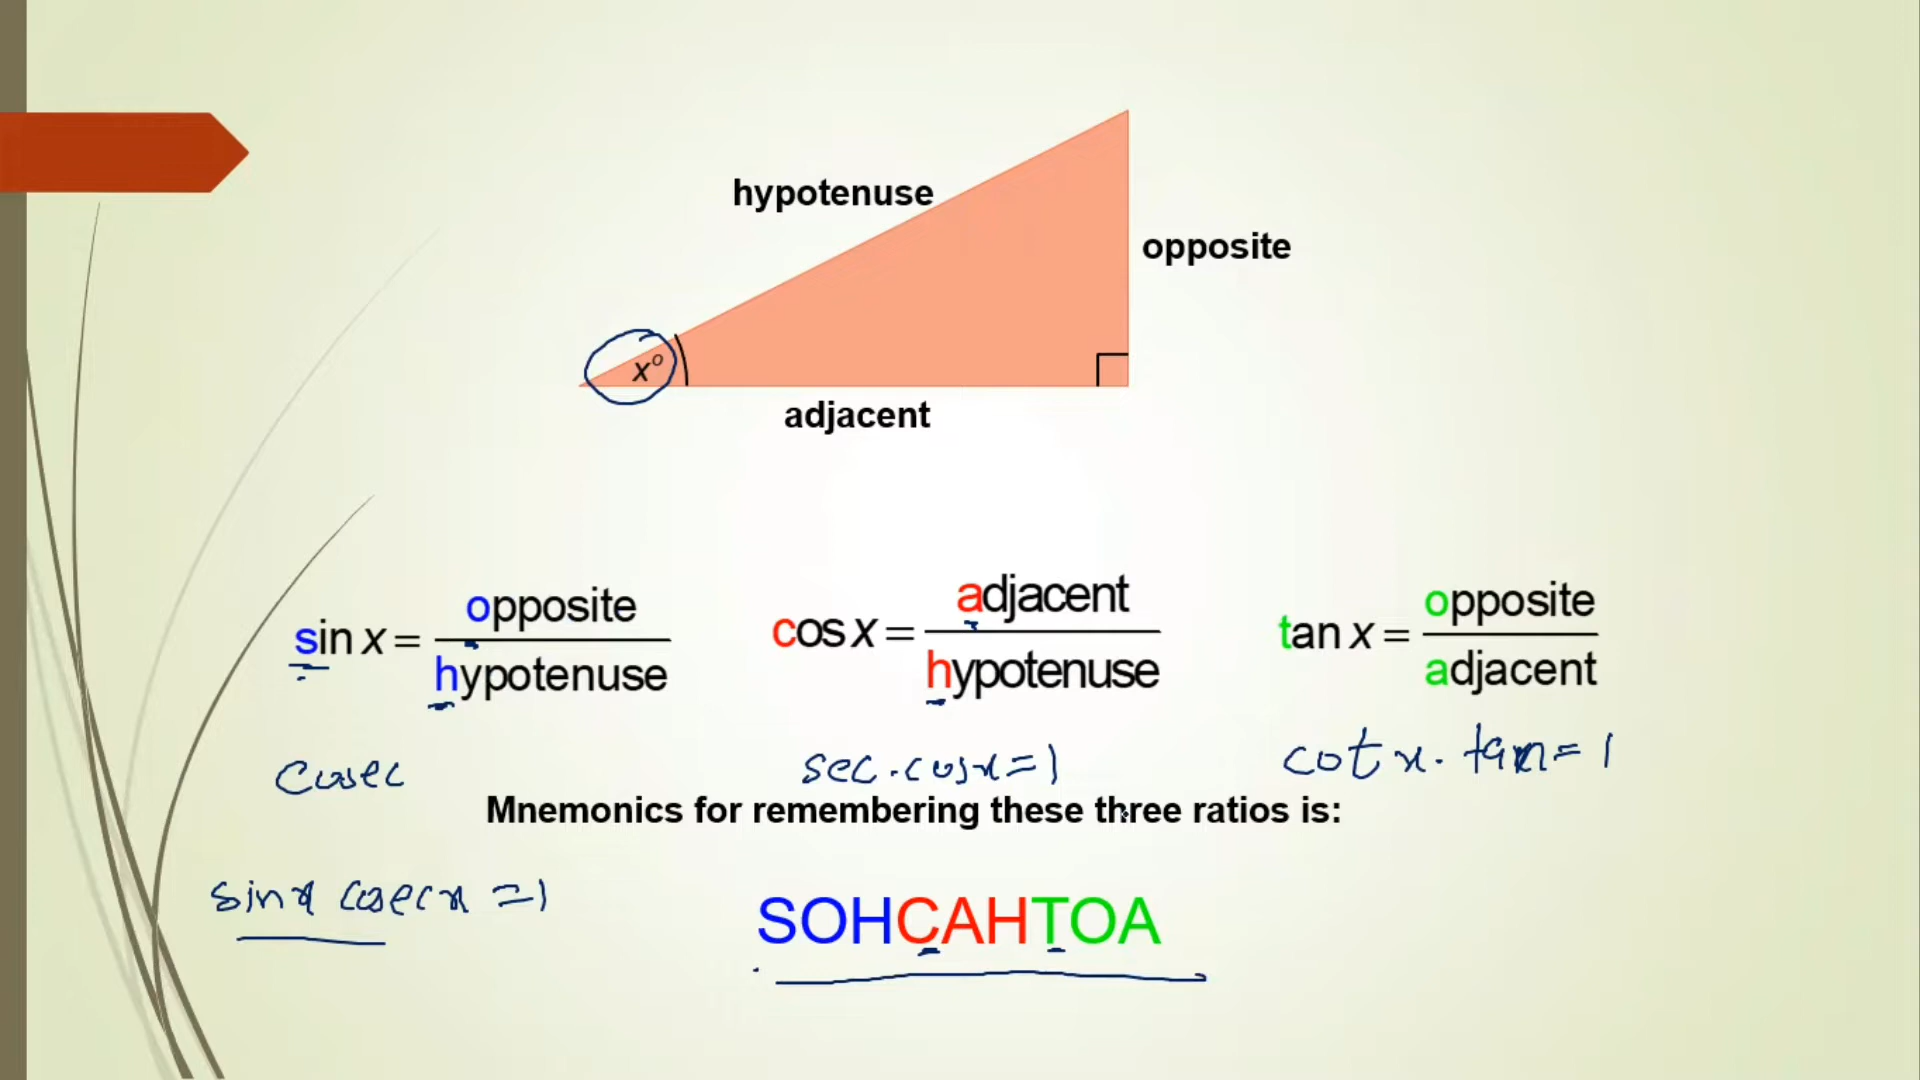 hypotenuse
opposite
x°
adjacent
sin x = opposite / hypotenuse
cos x = adjacent / hypotenuse
tan x = opposite / adjacent
cosec
sec . cosx = 1
cot x . tan = 1
Mnemonics for remembering these three ratios is:
sinx cosecx = 1
SOHCAHTOA